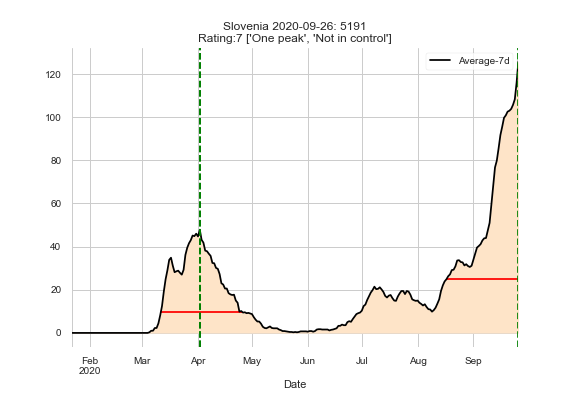 Slovenia 2020-09-26: 5191
Rating:7 ['One peak', 'Not in control']
Average-7d
120
100
80
60
40
20
0
Feb Mar Apr May Jun Jul Aug Sep
2020
Date